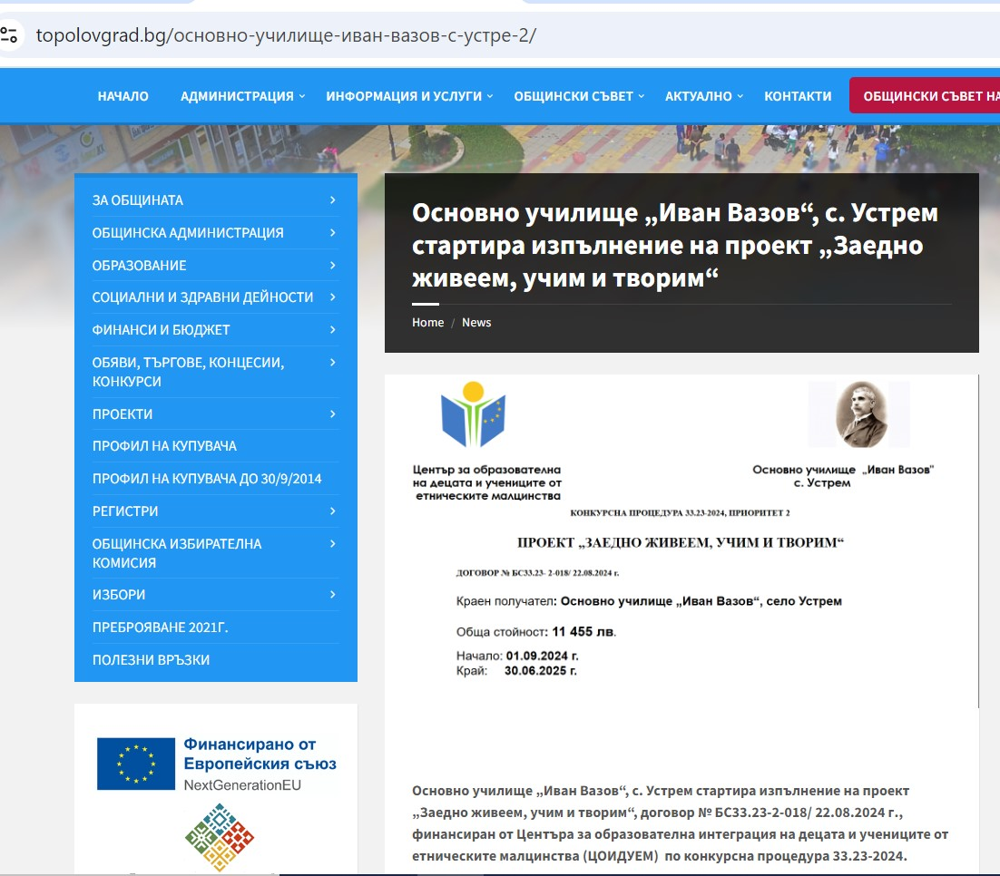 topolovgrad.bg/основно-училище-иван-вазов-с-устре-2/
НАЧАЛО АДМИНИСТРАЦИЯ ИНФОРМАЦИЯ И УСЛУГИ ОБЩИНСКИ СЪВЕТ АКТУАЛНО КОНТАКТИ ОБЩИНСКИ СЪВЕТ НА
ЗА ОБЩИНАТА
ОБЩИНСКА АДМИНИСТРАЦИЯ
ОБРАЗОВАНИЕ
СОЦИАЛНИ И ЗДРАВНИ ДЕЙНОСТИ
ФИНАНСИ И БЮДЖЕТ
ОБЯВИ, ТЪРГОВЕ, КОНЦЕСИИ,
КОНКУРСИ
ПРОЕКТИ
ПРОФИЛ НА КУПУВАЧА
ПРОФИЛ НА КУПУВАЧА ДО 30/9/2014
РЕГИСТРИ
ОБЩИНСКА ИЗБИРАТЕЛНА
КОМИСИЯ
ИЗБОРИ
ПРЕБРОЯВАНЕ 2021Г.
ПОЛЕЗНИ ВРЪЗКИ
Финансирано от
Европейския съюз
NextGenerationEU
Основно училище „Иван Вазов“, с. Устрем
стартира изпълнение на проект „Заедно
живеем, учим и творим“
Home / News
Център за образователна
на децата и учениците от
етническите малцинства
Основно училище „Иван Вазов"
с. Устрем
КОНКУРСНА ПРОЦЕДУРА 33.23-2024, ПРИОРИТЕТ 2
ПРОЕКТ „ЗАЕДНО ЖИВЕЕМ, УЧИМ И ТВОРИМ“
ДОГОВОР № БС33.23- 2-018/ 22.08.2024 г.
Краен получател: Основно училище „Иван Вазов“, село Устрем
Обща стойност: 11 455 лв.
Начало: 01.09.2024 г.
Край: 30.06.2025 г.
Основно училище „Иван Вазов“, с. Устрем стартира изпълнение на проект
„Заедно живеем, учим и творим“, договор № БС33.23-2-018/ 22.08.2024 г.,
финансиран от Центъра за образователна интеграция на децата и учениците от
етническите малцинства (ЦОИДУЕМ) по конкурсна процедура 33.23-2024.